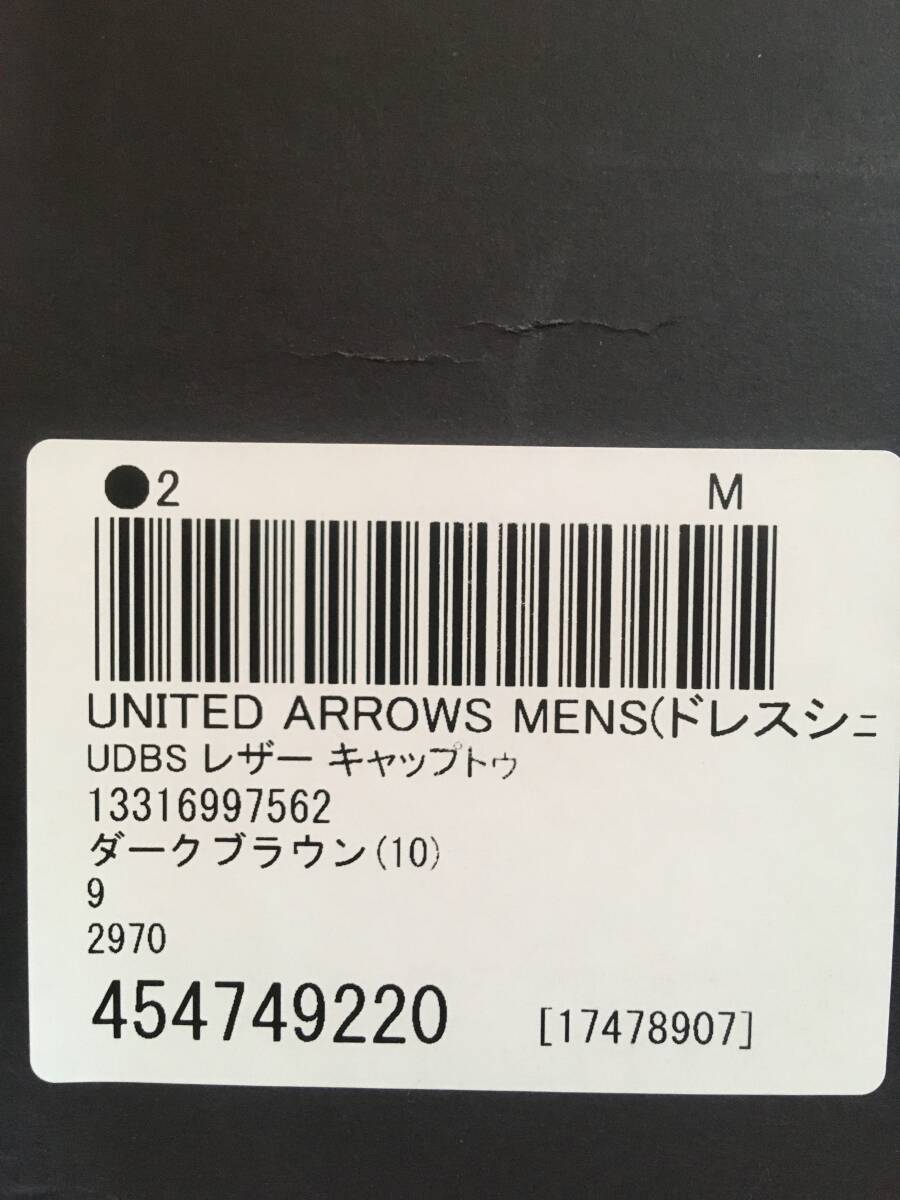 ●2 M
UNITED ARROWS MENS(ドレスシュ
UDBS レザー キャップトゥ
13316997562
ダークブラウン(10)
9
2970
454749220 [17478907]